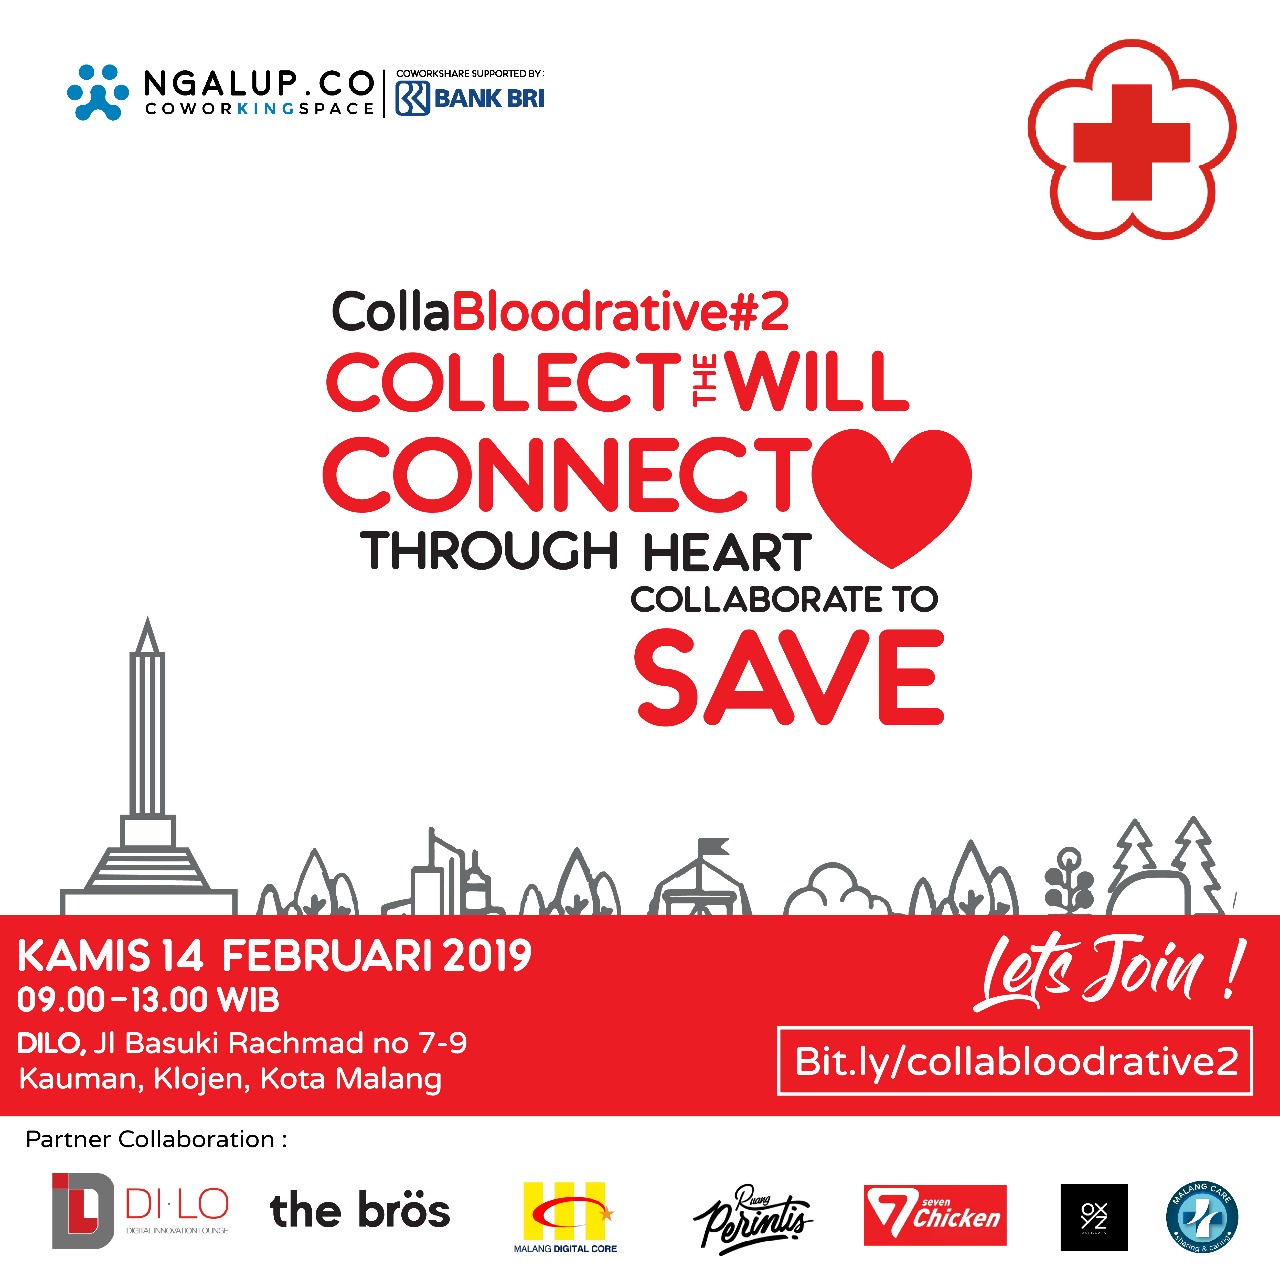 NGALUP.CO
COWORKINGSPACE
COWORKSHARE SUPPORTED BY:
BANK BRI
CollaBloodrative#2
COLLECT THE WILL
CONNECT
THROUGH HEART
COLLABORATE TO
SAVE
KAMIS 14 FEBRUARI 2019
09.00-13.00 WIB
DILO, Jl Basuki Rachmad no 7-9
Kauman, Klojen, Kota Malang
Lets Join !
Bit.ly/collabloodrative2
Partner Collaboration :
DI·LO
DIGITAL INNOVATION LOUNGE
the brös
MALANG DIGITAL CORE
Ruang
Perintis
seven
Chicken
OXYZ
MALANG CARE
sharing & caring